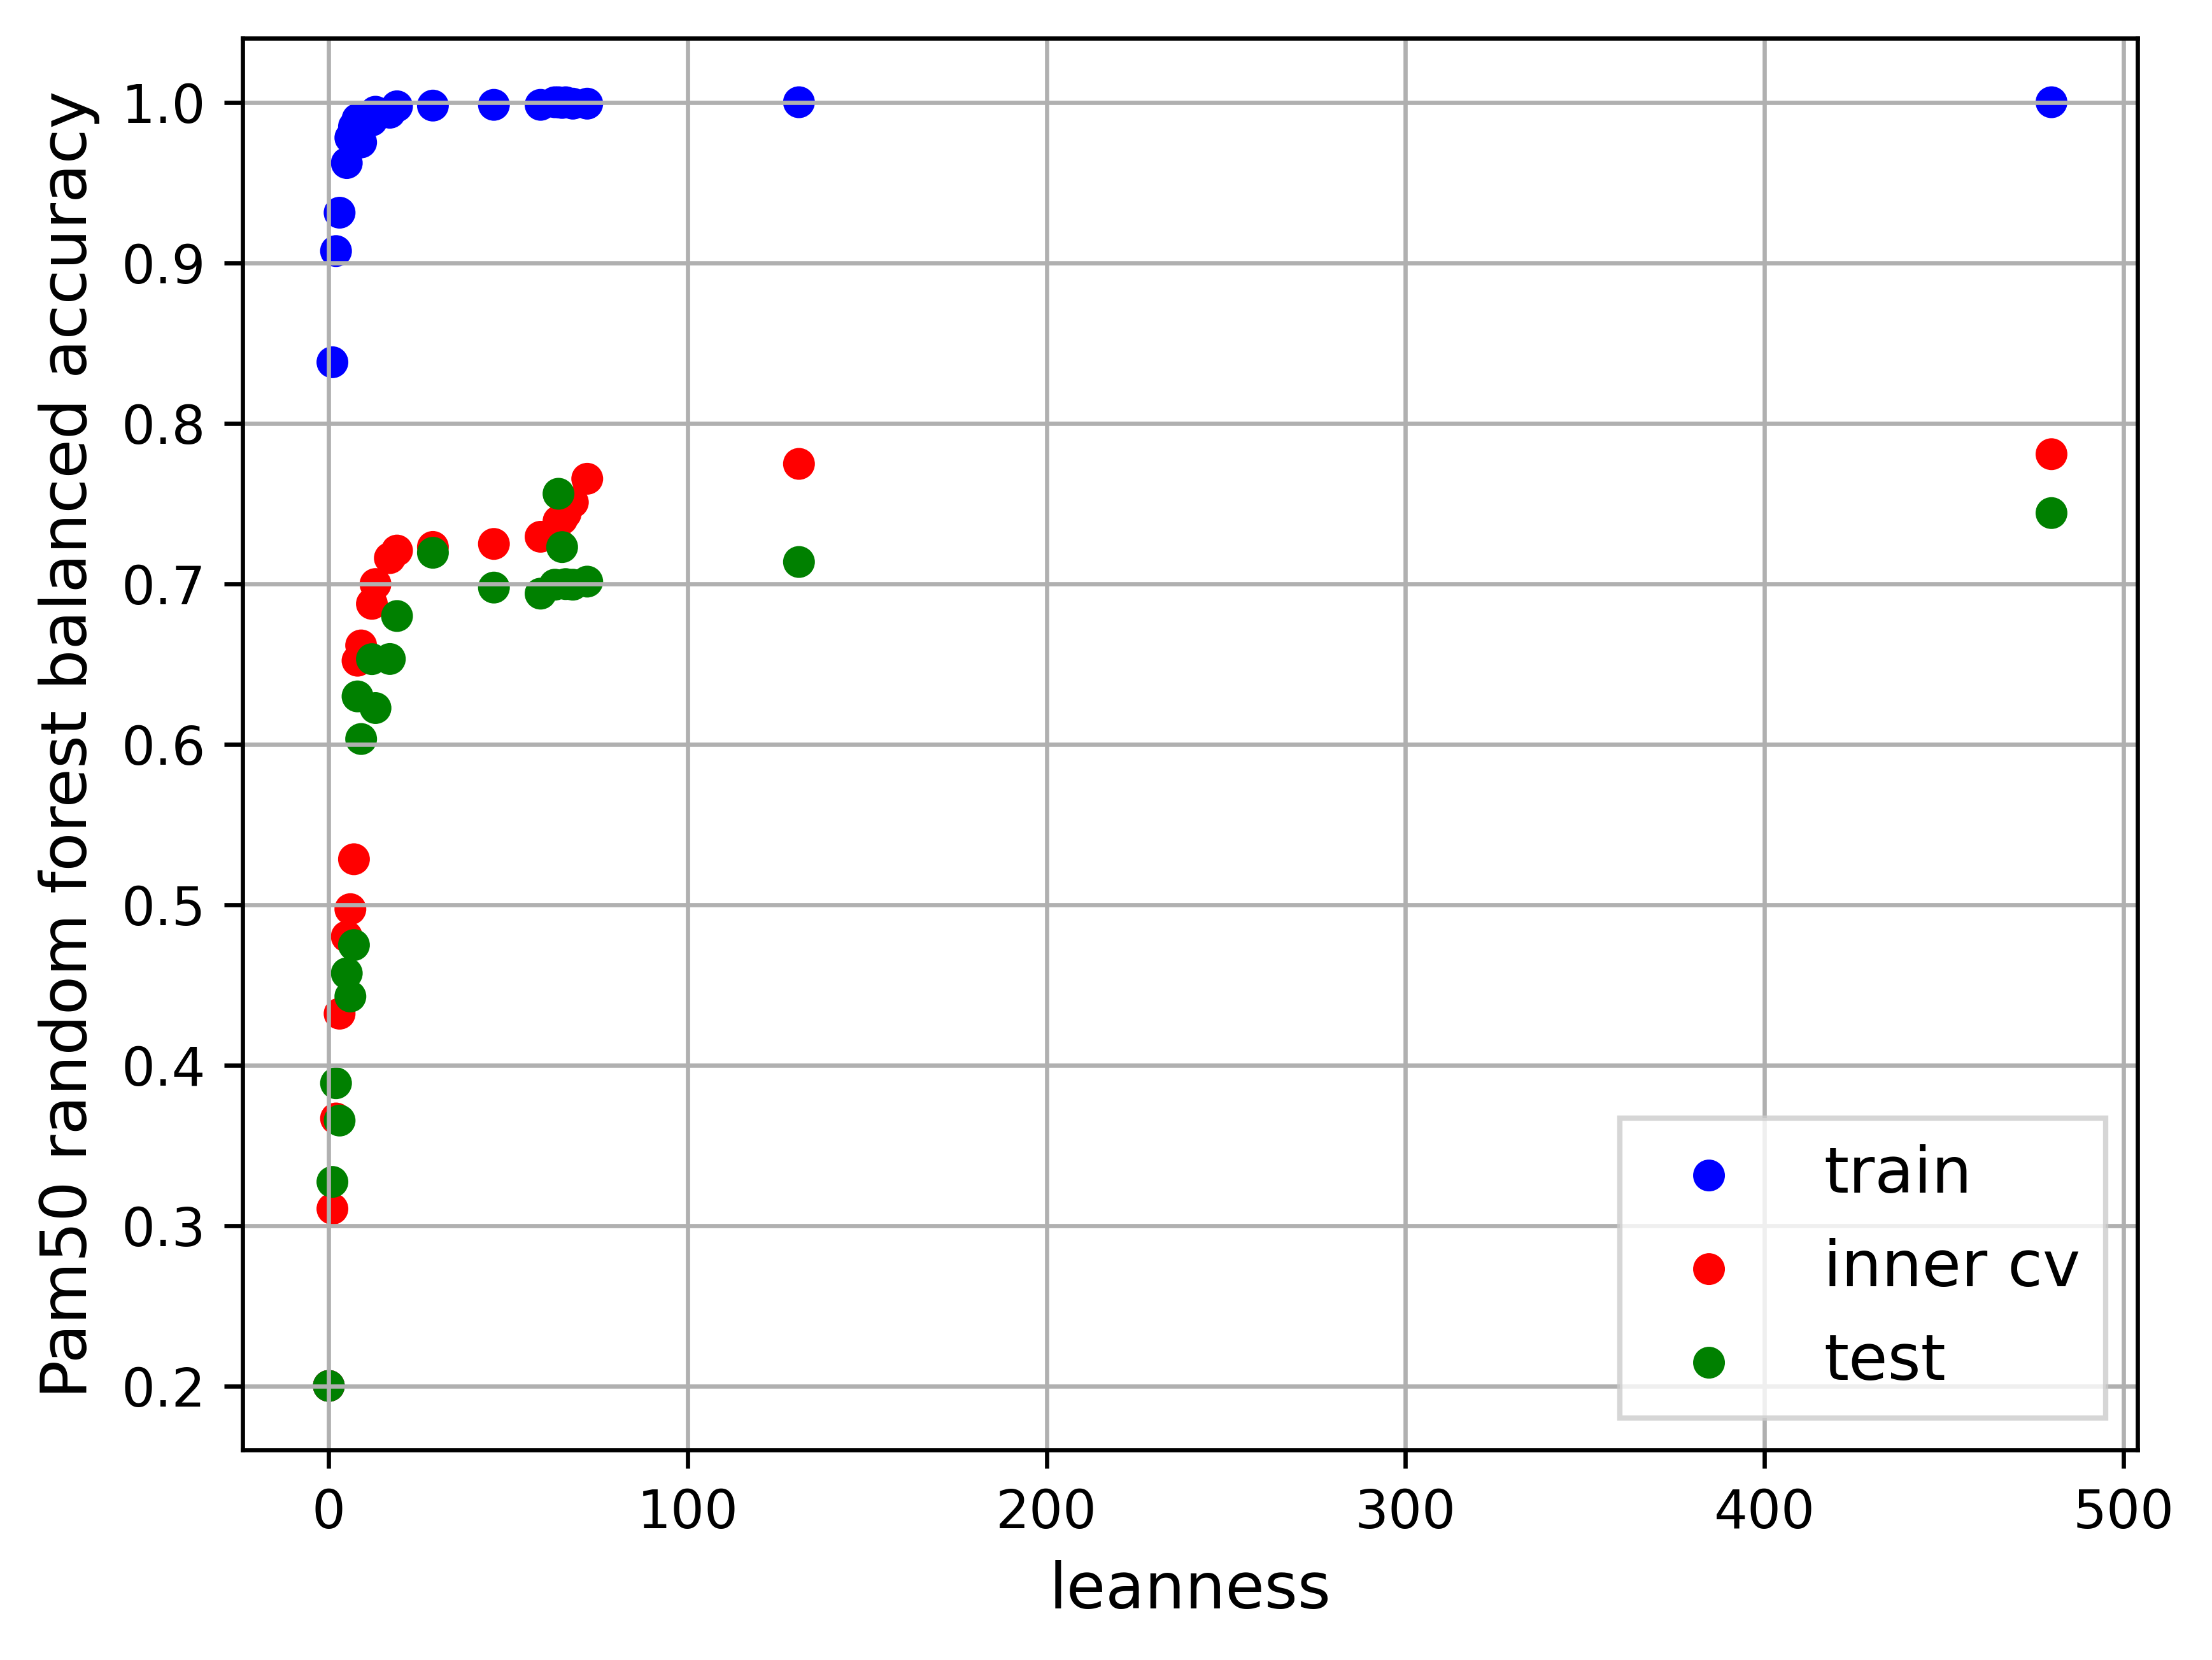 Pam50 random forest balanced accuracy
1.0
0.9
0.8
0.7
0.6
0.5
0.4
0.3
0.2
0 100 200 300 400 500
leanness
train
inner cv
test